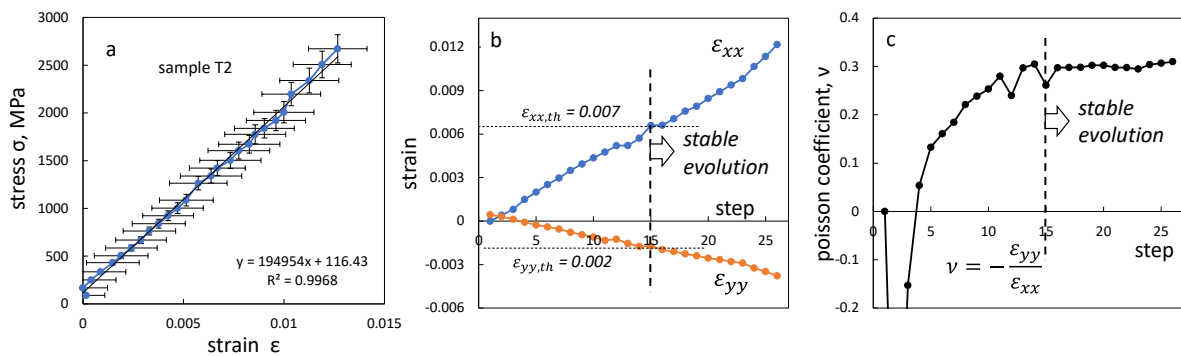 a
sample T2
stress σ, MPa
3000
2500
2000
1500
1000
500
0
y = 194954x + 116.43
R² = 0.9968
0
0.005
0.01
0.015
strain ε
b
strain
0.012
0.009
0.006
0.003
0
-0.003
-0.006
εxx
εxx,th = 0.007
stable
evolution
step
0
5
10
15
20
25
εyy,th = 0.002
εyy
c
poisson coefficient, ν
0.4
0.3
0.2
0.1
0
-0.1
-0.2
stable
evolution
0
5
10
15
20
25
step
ν = − εyy
εxx